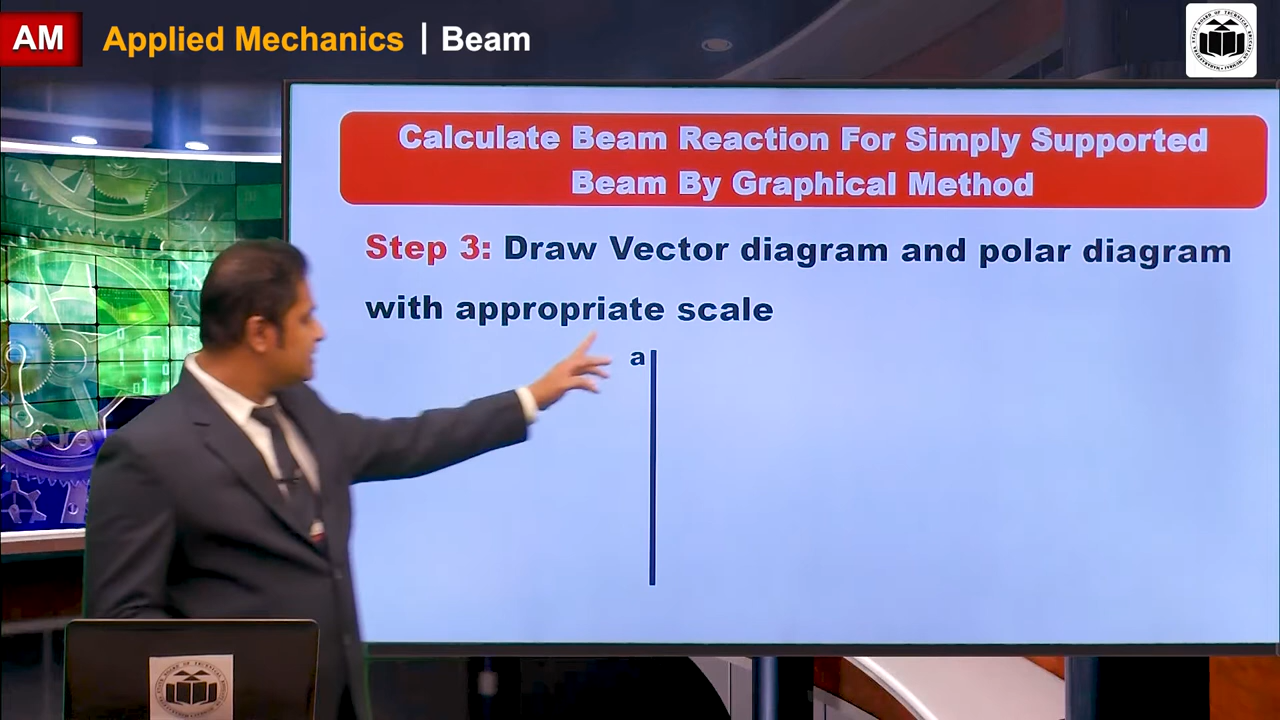 AM Applied Mechanics | Beam
Calculate Beam Reaction For Simply Supported
Beam By Graphical Method
Step 3: Draw Vector diagram and polar diagram
with appropriate scale
a